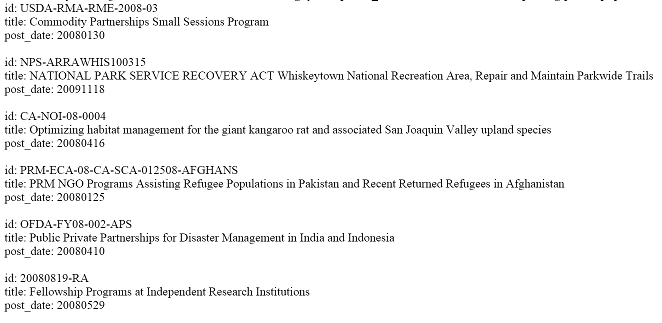 id: USDA-RMA-RME-2008-03
title: Commodity Partnerships Small Sessions Program
post_date: 20080130
id: NPS-ARRAWHIS100315
title: NATIONAL PARK SERVICE RECOVERY ACT Whiskeytown National Recreation Area, Repair and Maintain Parkwide Trails
post_date: 20091118
id: CA-NOI-08-0004
title: Optimizing habitat management for the giant kangaroo rat and associated San Joaquin Valley upland species
post_date: 20080416
id: PRM-ECA-08-CA-SCA-012508-AFGHANS
title: PRM NGO Programs Assisting Refugee Populations in Pakistan and Recent Returned Refugees in Afghanistan
post_date: 20080125
id: OFDA-FY08-002-APS
title: Public Private Partnerships for Disaster Management in India and Indonesia
post_date: 20080410
id: 20080819-RA
title: Fellowship Programs at Independent Research Institutions
post_date: 20080529